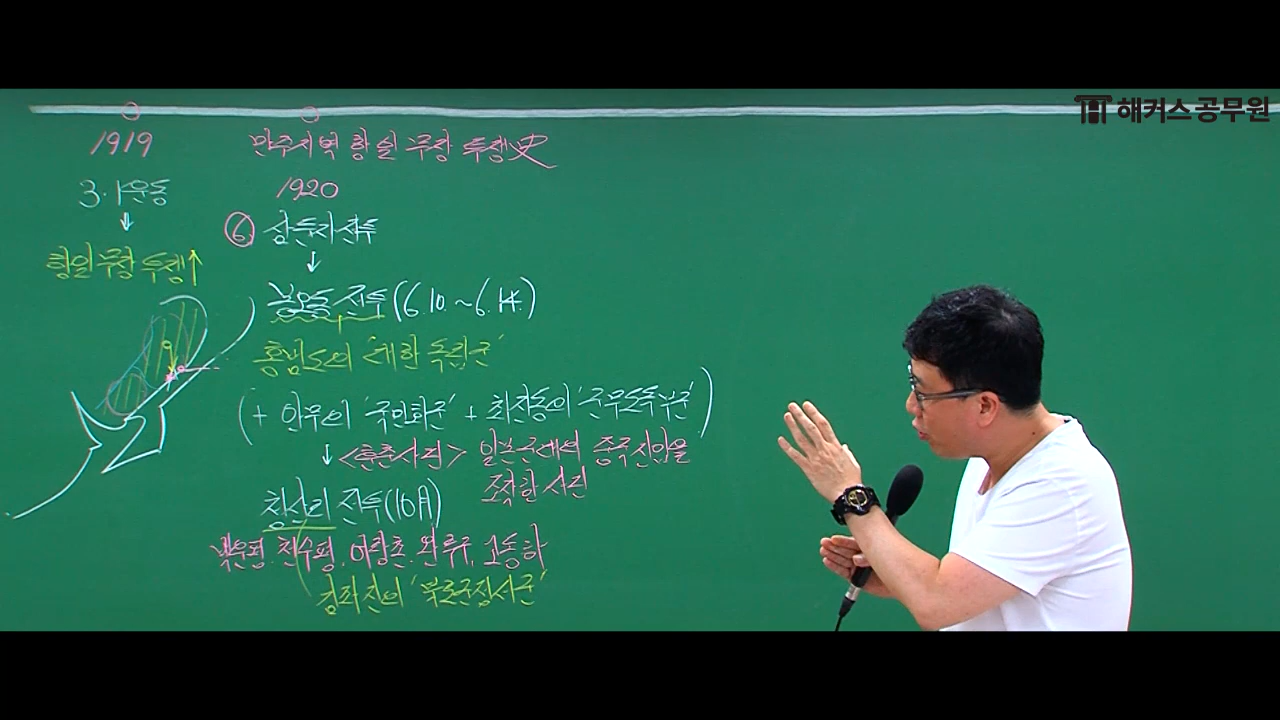 해커스공무원
1919
3·1운동
↓
항일 무장 투쟁↑
만주지역 항일 무장 투쟁史
1920
⑥ 삼둔자전투
↓
봉오동 전투(6.10.~6.14.)
홍범도의 '대한 독립군'
(+ 안무의 '국민회군' + 최진동의 '군무도독부군')
↓ <훈춘사건> 일본군에의 중국진입을
조작한 사건
청산리 전투(10月)
백운평. 천수평. 어랑촌. 완루구. 고동하
김좌진의 '북로군정서군'